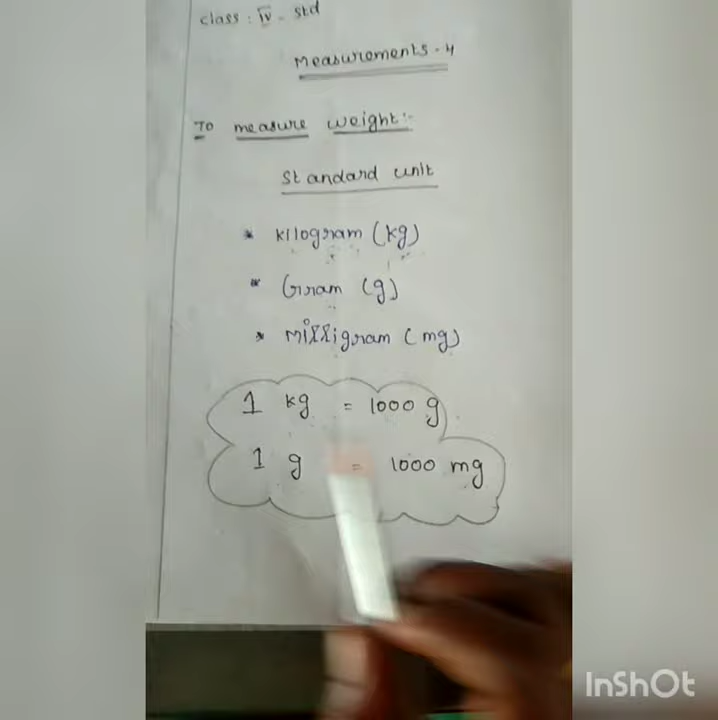 class : IV - std
Measurements - 4
To measure weight:-
Standard unit
* Kilogram (kg)
* Gram (g)
* Milligram (mg)
1 kg = 1000 g
1 g = 1000 mg
InShOt